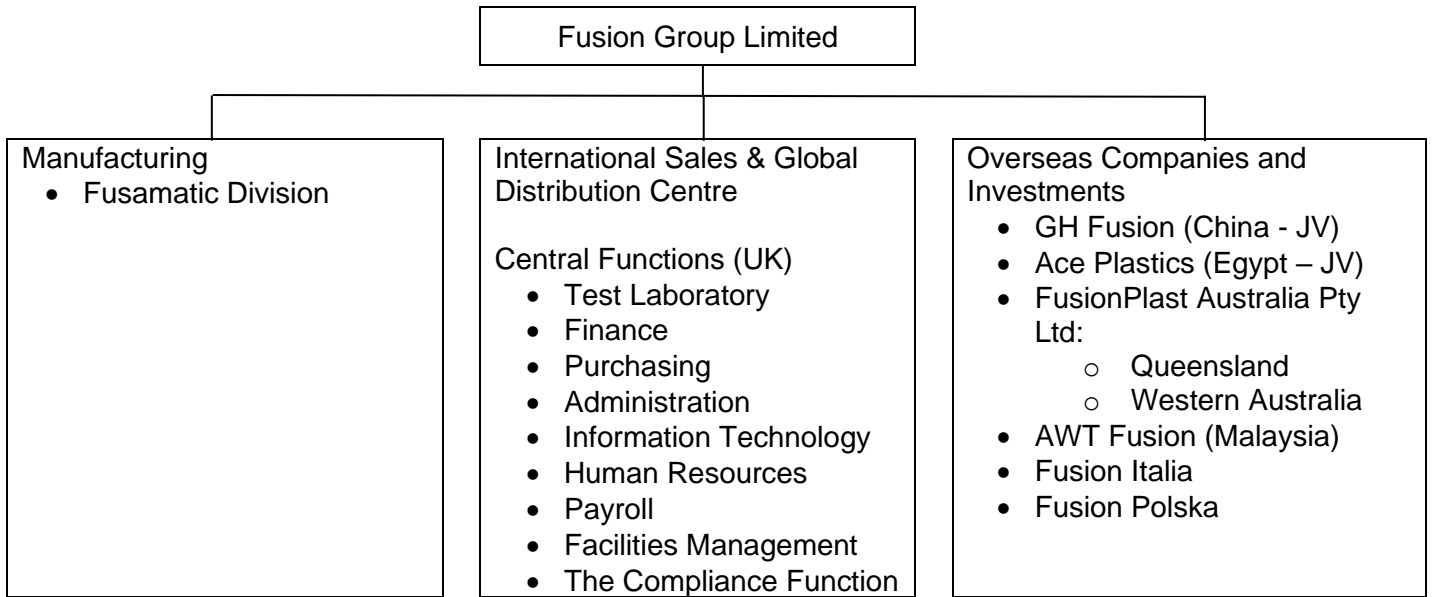 Fusion Group Limited
Manufacturing
• Fusamatic Division
International Sales & Global
Distribution Centre
Central Functions (UK)
• Test Laboratory
• Finance
• Purchasing
• Administration
• Information Technology
• Human Resources
• Payroll
• Facilities Management
• The Compliance Function
Overseas Companies and
Investments
• GH Fusion (China - JV)
• Ace Plastics (Egypt – JV)
• FusionPlast Australia Pty
Ltd:
o Queensland
o Western Australia
• AWT Fusion (Malaysia)
• Fusion Italia
• Fusion Polska